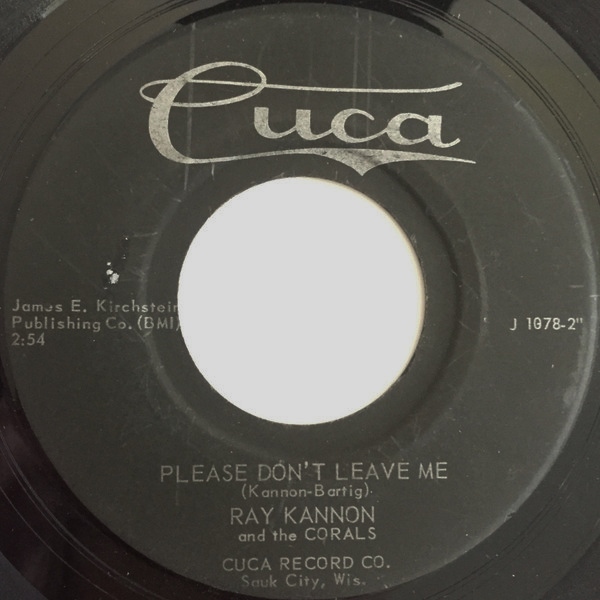 Cuca
James E. Kirchstein
Publishing Co. (BMI)
2:54
J 1078-2"
PLEASE DON'T LEAVE ME
(Kannon-Bartig)
RAY KANNON
and the CORALS
CUCA RECORD CO.
Sauk City, Wis.